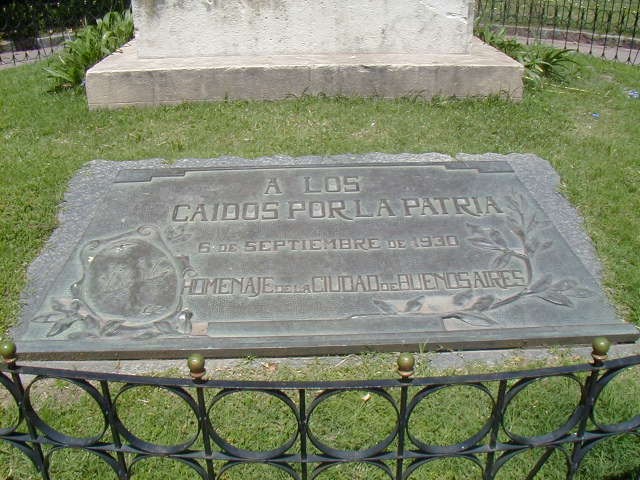 A LOS
CAIDOS POR LA PATRIA
6 DE SEPTIEMBRE DE 1930
HOMENAJE DE LA CIUDAD DE BUENOS AIRES